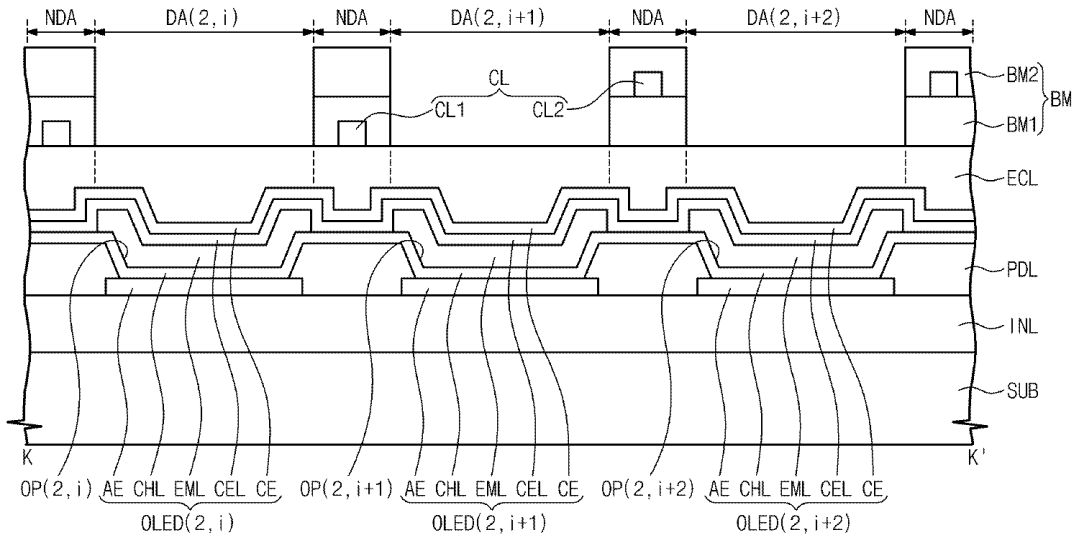 NDA DA(2,i) NDA DA(2,i+1) NDA DA(2,i+2) NDA
BM2
BM
BM1
CL
CL1 CL2
ECL
PDL
INL
SUB
K K'
OP(2,i) AE CHL EML CEL CE OP(2,i+1) AE CHL EML CEL CE OP(2,i+2) AE CHL EML CEL CE
OLED(2,i) OLED(2,i+1) OLED(2,i+2)